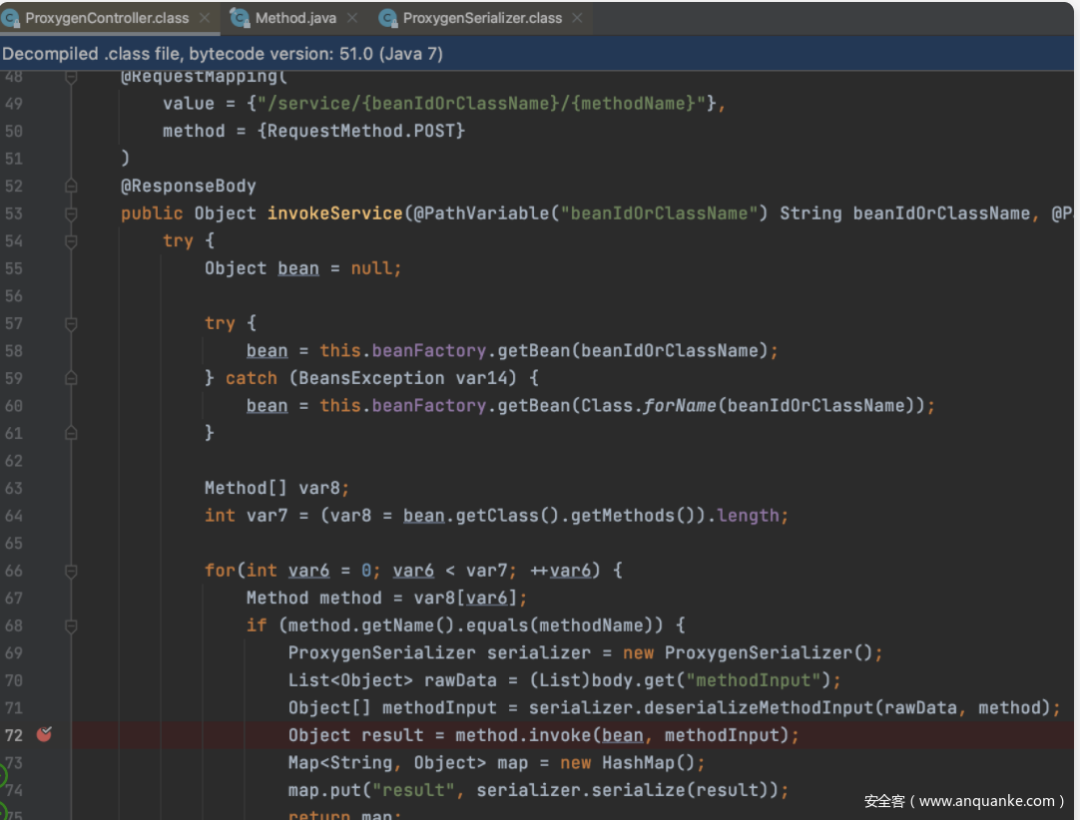 ProxygenController.class Method.java ProxygenSerializer.class
Decompiled .class file, bytecode version: 51.0 (Java 7)
48 @RequestMapping(
49 value = {"/service/{beanIdOrClassName}/{methodName}"},
50 method = {RequestMethod.POST}
51 )
52 @ResponseBody
53 public Object invokeService(@PathVariable("beanIdOrClassName") String beanIdOrClassName, @P
54 try {
55 Object bean = null;
56
57 try {
58 bean = this.beanFactory.getBean(beanIdOrClassName);
59 } catch (BeansException var14) {
60 bean = this.beanFactory.getBean(Class.forName(beanIdOrClassName));
61 }
62
63 Method[] var8;
64 int var7 = (var8 = bean.getClass().getMethods()).length;
65
66 for(int var6 = 0; var6 < var7; ++var6) {
67 Method method = var8[var6];
68 if (method.getName().equals(methodName)) {
69 ProxygenSerializer serializer = new ProxygenSerializer();
70 List<Object> rawData = (List)body.get("methodInput");
71 Object[] methodInput = serializer.deserializeMethodInput(rawData, method);
72 Object result = method.invoke(bean, methodInput);
73 Map<String, Object> map = new HashMap();
74 map.put("result", serializer.serialize(result));
75 return map;
安全客（www.anquanke.com）